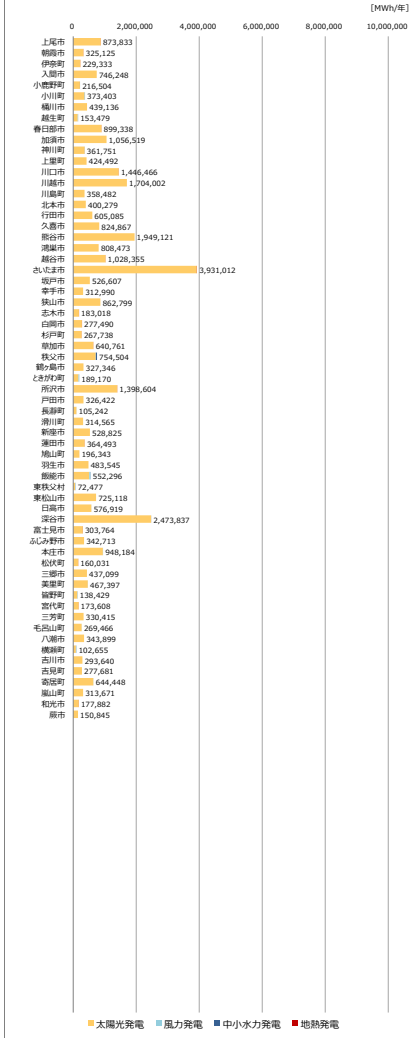 [MWh/年]
0 2,000,000 4,000,000 6,000,000 8,000,000 10,000,000
上尾市 873,833
朝霞市 325,125
伊奈町 229,333
入間市 746,248
小鹿野町 216,504
小川町 373,403
桶川市 439,136
越生町 153,479
春日部市 899,338
加須市 1,056,519
神川町 361,751
上里町 424,492
川口市 1,446,466
川越市 1,704,002
川島町 358,482
北本市 400,279
行田市 605,085
久喜市 824,867
熊谷市 1,949,121
鴻巣市 808,473
越谷市 1,028,355
さいたま市 3,931,012
坂戸市 526,607
幸手市 312,990
狭山市 862,799
志木市 183,018
白岡市 277,490
杉戸町 267,738
草加市 640,761
秩父市 754,504
鶴ヶ島市 327,346
ときがわ町 189,170
所沢市 1,398,604
戸田市 326,422
長瀞町 105,242
滑川町 314,565
新座市 528,825
蓮田市 364,493
鳩山町 196,343
羽生市 483,545
飯能市 552,296
東秩父村 72,477
東松山市 725,118
日高市 576,919
深谷市 2,473,837
富士見市 303,764
ふじみ野市 342,713
本庄市 948,184
松伏町 160,031
三郷市 437,099
美里町 467,397
皆野町 138,429
宮代町 173,608
三芳町 330,415
毛呂山町 269,466
八潮市 343,899
横瀬町 102,655
吉川市 293,640
吉見町 277,681
寄居町 644,448
嵐山町 313,671
和光市 177,882
蕨市 150,845
太陽光発電 風力発電 中小水力発電 地熱発電